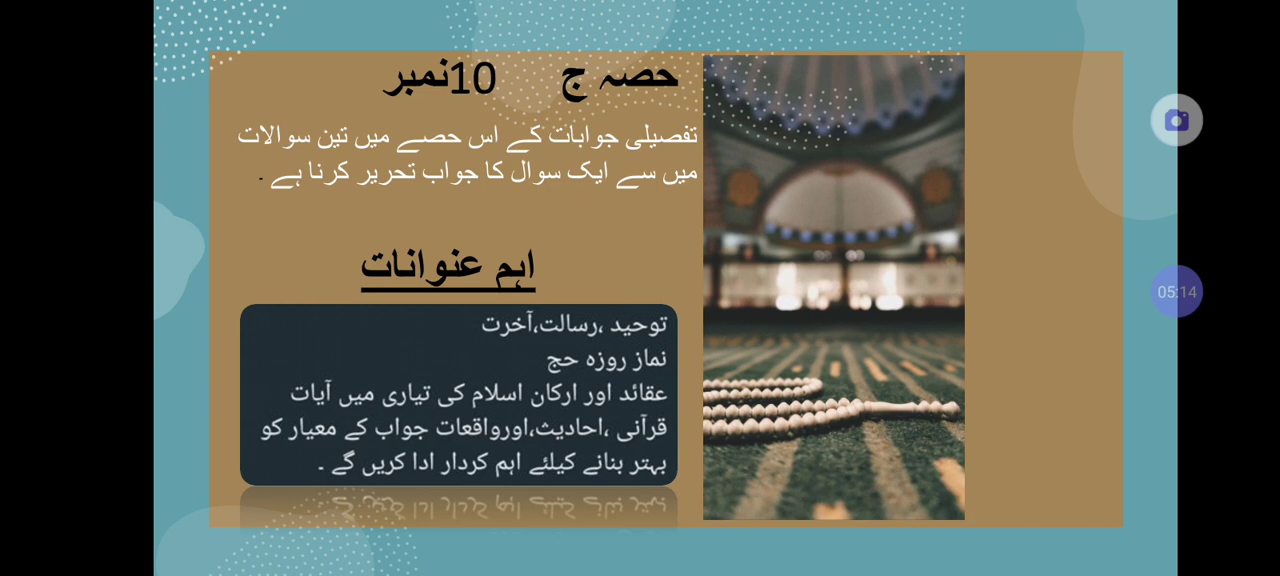 حصہ ج 10نمبر
تفصیلی جوابات کے اس حصے میں تین سوالات
میں سے ایک سوال کا جواب تحریر کرنا ہے ۔
اہم عنوانات
توحید ،رسالت،آخرت
نماز روزہ حج
عقائد اور ارکان اسلام کی تیاری میں آیات
قرآنی ،احادیث،اورواقعات جواب کے معیار کو
بہتر بنانے کیلئے اہم کردار ادا کریں گے ۔
05:14